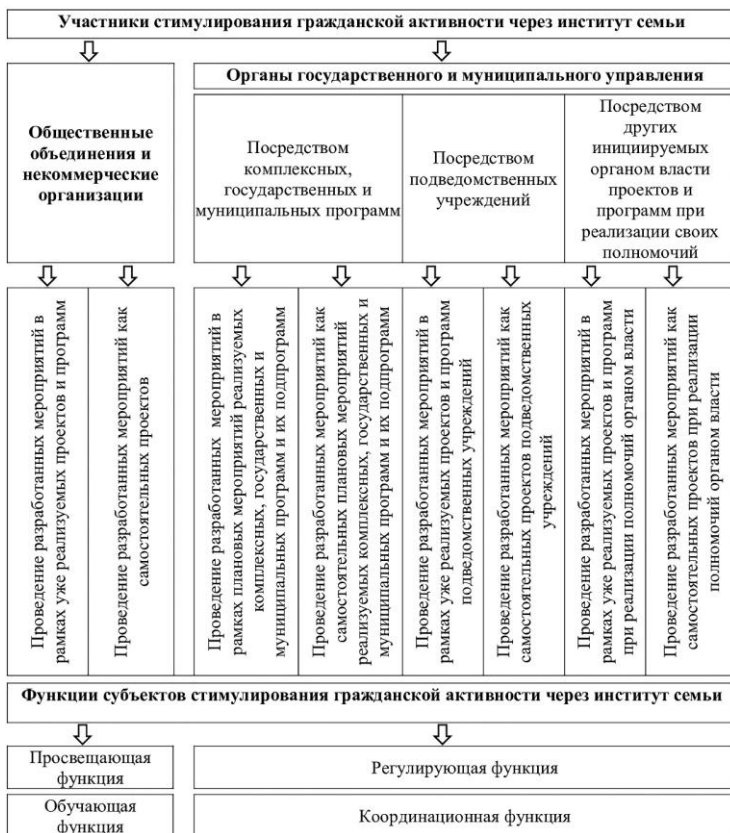 Участники стимулирования гражданской активности через институт семьи
Общественные
объединения и
некоммерческие
организации
Органы государственного и муниципального управления
Посредством
комплексных,
государственных и
муниципальных программ
Посредством
подведомственных
учреждений
Посредством
других
инициируемых
органом власти
проектов и
программ при
реализации своих
полномочий
Проведение разработанных мероприятий в
рамках уже реализуемых проектов и программ
Проведение разработанных мероприятий как
самостоятельных проектов
Проведение разработанных мероприятий в
рамках плановых мероприятий реализуемых
комплексных, государственных и
муниципальных программ и их подпрограмм
Проведение разработанных мероприятий как
самостоятельных плановых мероприятий
реализуемых комплексных, государственных и
муниципальных программ и их подпрограмм
Проведение разработанных мероприятий в
рамках уже реализуемых проектов и программ
подведомственных учреждений
Проведение разработанных мероприятий как
самостоятельных проектов подведомственных
учреждений
Проведение разработанных мероприятий в
рамках уже реализуемых проектов и программ
при реализации полномочий органом власти
Проведение разработанных мероприятий как
самостоятельных проектов при реализации
полномочий органом власти
Функции субъектов стимулирования гражданской активности через институт семьи
Просвещающая
функция
Регулирующая функция
Обучающая
функция
Координационная функция